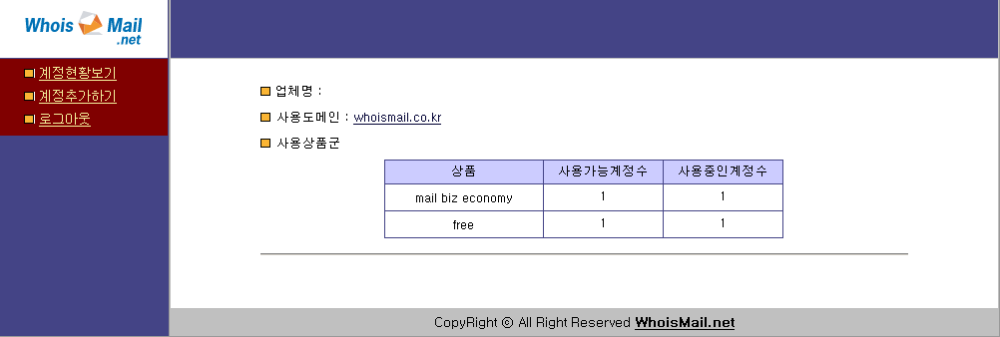 Whois Mail
.net
계정현황보기
계정추가하기
로그아웃
업체명 :
사용도메인 : whoismail.co.kr
사용상품군
상품 사용가능계정수 사용중인계정수
mail biz economy 1 1
free 1 1
CopyRight ⓒ All Right Reserved WhoisMail.net